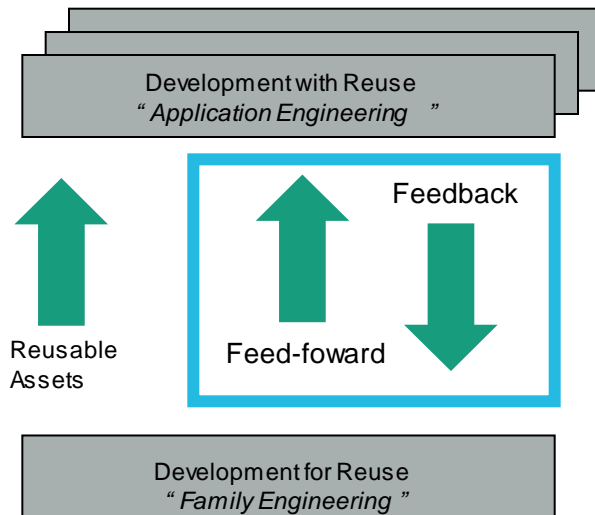 Development with Reuse
“ Application Engineering ”
Feedback
Reusable
Assets
Feed-foward
Development for Reuse
“ Family Engineering ”